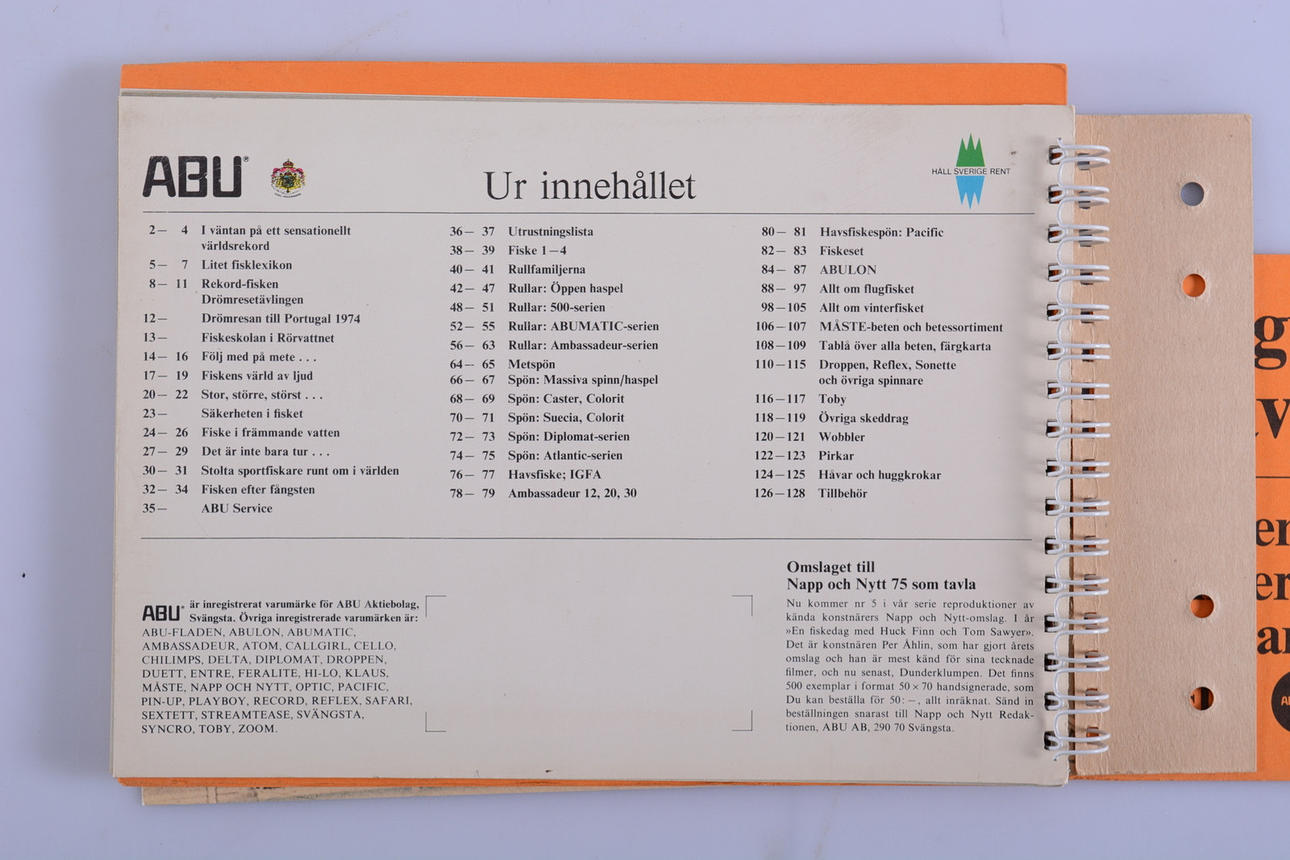 ABU®
Ur innehållet
HÅLL SVERIGE RENT
2— 4 I väntan på ett sensationellt
världsrekord
5— 7 Litet fisklexikon
8— 11 Rekord-fisken
Drömresetävlingen
12— Drömresan till Portugal 1974
13— Fiskeskolan i Rörvattnet
14— 16 Följ med på mete . . .
17— 19 Fiskens värld av ljud
20— 22 Stor, större, störst . . .
23— Säkerheten i fisket
24— 26 Fiske i främmande vatten
27— 29 Det är inte bara tur . . .
30— 31 Stolta sportfiskare runt om i världen
32— 34 Fisken efter fångsten
35— ABU Service
36— 37 Utrustningslista
38— 39 Fiske 1—4
40— 41 Rullfamiljerna
42— 47 Rullar: Öppen haspel
48— 51 Rullar: 500-serien
52— 55 Rullar: ABUMATIC-serien
56— 63 Rullar: Ambassadeur-serien
64— 65 Metspön
66— 67 Spön: Massiva spinn/haspel
68— 69 Spön: Caster, Colorit
70— 71 Spön: Suecia, Colorit
72— 73 Spön: Diplomat-serien
74— 75 Spön: Atlantic-serien
76— 77 Havsfiske; IGFA
78— 79 Ambassadeur 12, 20, 30
80— 81 Havsfiskespön: Pacific
82— 83 Fiskeset
84— 87 ABULON
88— 97 Allt om flugfisket
98—105 Allt om vinterfisket
106—107 MÅSTE-beten och betessortiment
108—109 Tablå över alla beten, färgkarta
110—115 Droppen, Reflex, Sonette
och övriga spinnare
116—117 Toby
118—119 Övriga skeddrag
120—121 Wobbler
122—123 Pirkar
124—125 Håvar och huggkrokar
126—128 Tillbehör
ABU® är inregistrerat varumärke för ABU Aktiebolag,
Svängsta. Övriga inregistrerade varumärken är:
ABU-FLADEN, ABULON, ABUMATIC,
AMBASSADEUR, ATOM, CALLGIRL, CELLO,
CHILIMPS, DELTA, DIPLOMAT, DROPPEN,
DUETT, ENTRE, FERALITE, HI-LO, KLAUS,
MÅSTE, NAPP OCH NYTT, OPTIC, PACIFIC,
PIN-UP, PLAYBOY, RECORD, REFLEX, SAFARI,
SEXTETT, STREAMTEASE, SVÄNGSTA,
SYNCRO, TOBY, ZOOM.
Omslaget till
Napp och Nytt 75 som tavla
Nu kommer nr 5 i vår serie reproduktioner av
kända konstnärers Napp och Nytt-omslag. I år
»En fiskedag med Huck Finn och Tom Sawyer».
Det är konstnären Per Åhlin, som har gjort årets
omslag och han är mest känd för sina tecknade
filmer, och nu senast, Dunderklumpen. Det finns
500 exemplar i format 50 × 70 handsignerade, som
Du kan beställa för 50:—, allt inräknat. Sänd in
beställningen snarast till Napp och Nytt Redak-
tionen, ABU AB, 290 70 Svängsta.